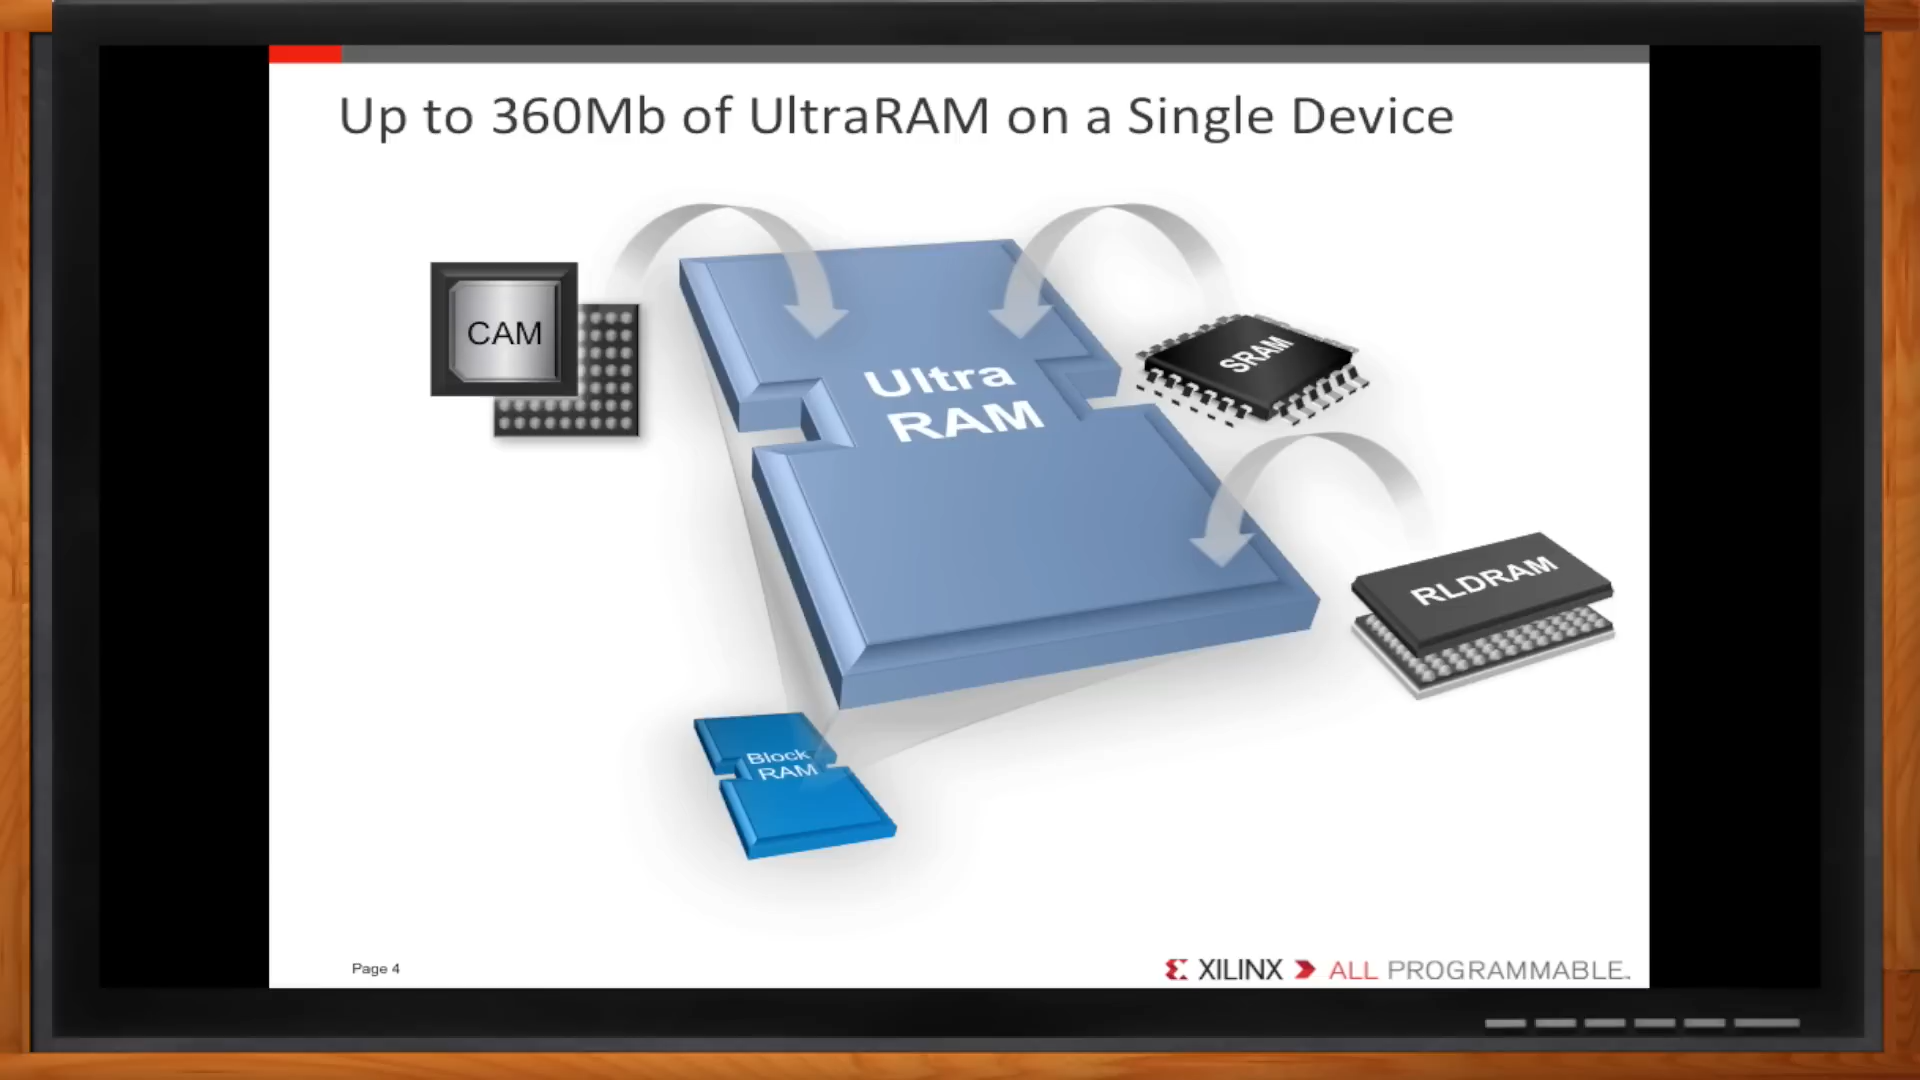 Up to 360Mb of UltraRAM on a Single Device
CAM
SRAM
Ultra
RAM
RLDRAM
Block
RAM
Page 4
XILINX ALL PROGRAMMABLE™